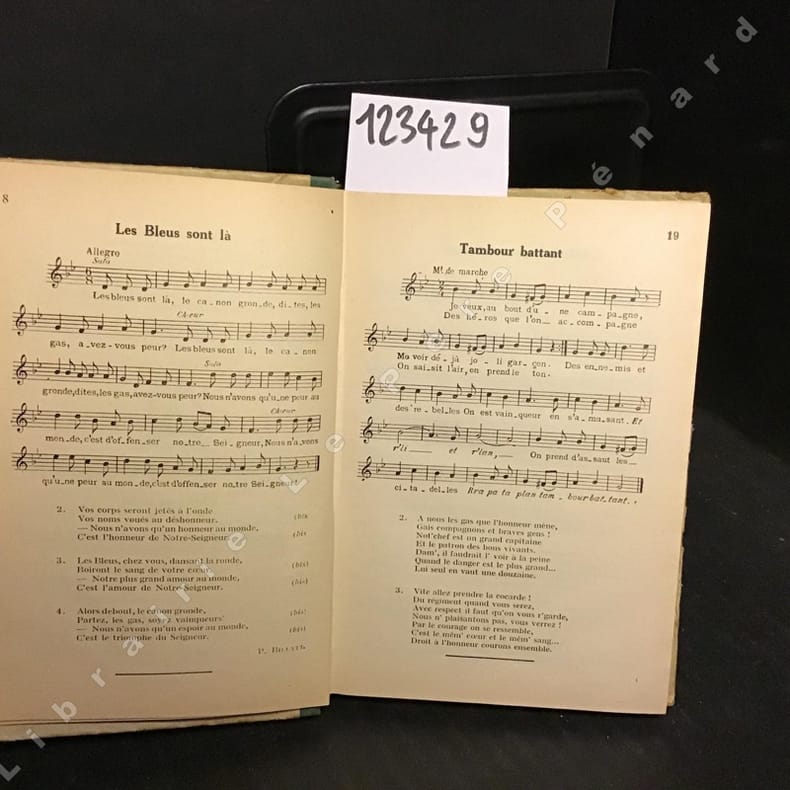 123429
8
Les Bleus sont là
Allegro
Solo
Les bleus sont là, le ca_non gron_de, di_tes, les
Chœur
gas, a_vez-vous peur? Les bleus sont là, le ca_non
Solo
gronde, dites, les gas, avez-vous peur? Nous n'avons qu'u_ne peur au
Chœur
mon_de, c'est d'of_fen_ser no_tre_ Sei_gneur, Nous n'a_vons
qu'u_ne peur au mon_de, c'est d'offen_ser no_tre Seigneur!
2. Vos corps seront jetés à l'onde (bis
Vos noms voués au déshonneur.
— Nous n'avons qu'un honneur au monde, (bis
C'est l'honneur de Notre-Seigneur.
3. Les Bleus, chez vous, dansant la ronde, (bis)
Boiront le sang de votre cœur
— Notre plus grand amour au monde, (bis)
C'est l'amour de Notre-Seigneur.
4. Alors debout, le canon gronde, (bis)
Partez, les gas, soyez vainqueurs
— Nous n'avons qu'un espoir au monde, (bis)
C'est le triomphe du Seigneur.
19
Tambour battant
Mt. de marche
Je veux, au bout d'u_ ne cam_pa_gne,
Des hé_ros que l'on_ ac_com_pagne
Me voir dé_jà jo_li gar_çon. Des en_ne_mis et
On sai_sit l'air, on prend le ton.
des re_bel_les On est vain_queur en s'a_mu_sant. Et
r'li___ et r'lan,___ On prend d'as_saut les_
ci_ta_del_les Rra pa ta plan tam_bour bat_tant.
2. A nous les gas que l'honneur mène,
Gais compagnons et braves gens !
Not'chef est un grand capitaine
Et le patron des bons vivants.
Dam', il faudrait l' voir à la peine
Quand le danger est le plus grand...
Lui seul en vaut une douzaine.
3. Vite allez prendre la cocarde !
Du régiment quand vous serez,
Avec respect il faut qu'on vous r'garde,
Nous n' plaisantons pas, vous verrez !
Par le courage on se ressemble,
C'est le mêm' cœur et le mêm' sang...
Droit à l'honneur courons ensemble.
Librairie Le Père Pénard